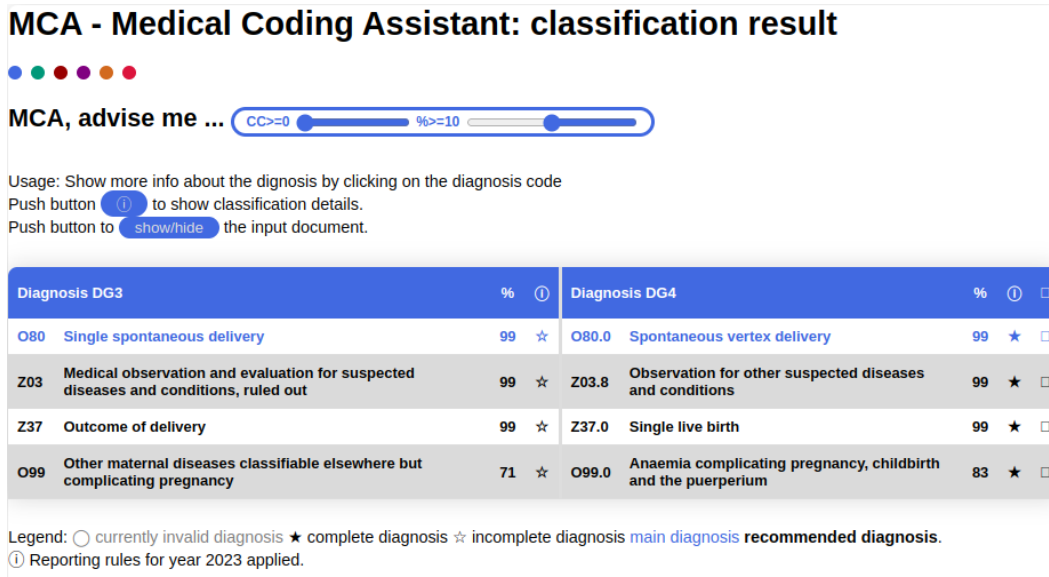 MCA - Medical Coding Assistant: classification result
MCA, advise me ... CC>=0 %>=10
Usage: Show more info about the dignosis by clicking on the diagnosis code
Push button ⓘ to show classification details.
Push button to show/hide the input document.
Diagnosis DG3 % ⓘ Diagnosis DG4 % ⓘ □
O80 Single spontaneous delivery 99 ☆ O80.0 Spontaneous vertex delivery 99 ★ □
Z03 Medical observation and evaluation for suspected diseases and conditions, ruled out 99 ☆ Z03.8 Observation for other suspected diseases and conditions 99 ★ □
Z37 Outcome of delivery 99 ☆ Z37.0 Single live birth 99 ★ □
O99 Other maternal diseases classifiable elsewhere but complicating pregnancy 71 ☆ O99.0 Anaemia complicating pregnancy, childbirth and the puerperium 83 ★ □
Legend: ◯ currently invalid diagnosis ★ complete diagnosis ☆ incomplete diagnosis main diagnosis recommended diagnosis.
ⓘ Reporting rules for year 2023 applied.